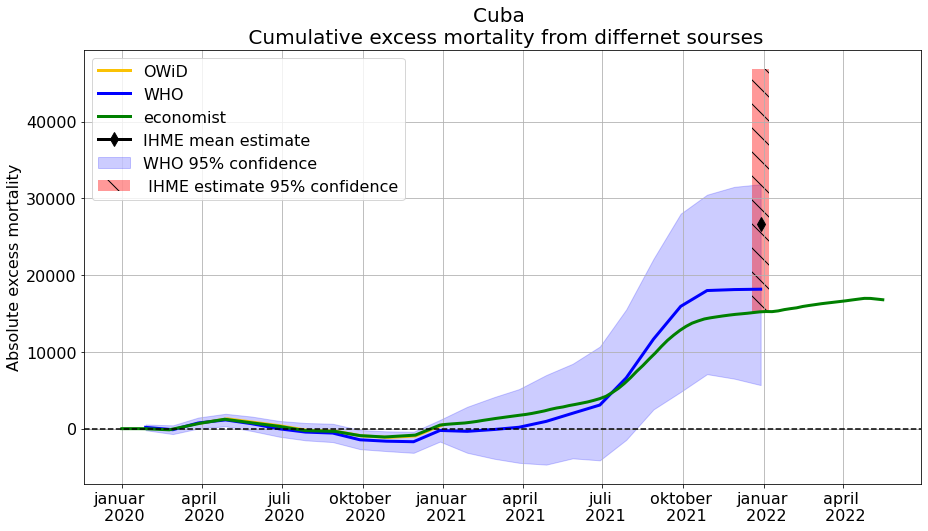 Cuba
Cumulative excess mortality from differnet sourses
OWiD
WHO
economist
IHME mean estimate
WHO 95% confidence
IHME estimate 95% confidence
Absolute excess mortality
40000
30000
20000
10000
0
januar
2020
april
2020
juli
2020
oktober
2020
januar
2021
april
2021
juli
2021
oktober
2021
januar
2022
april
2022